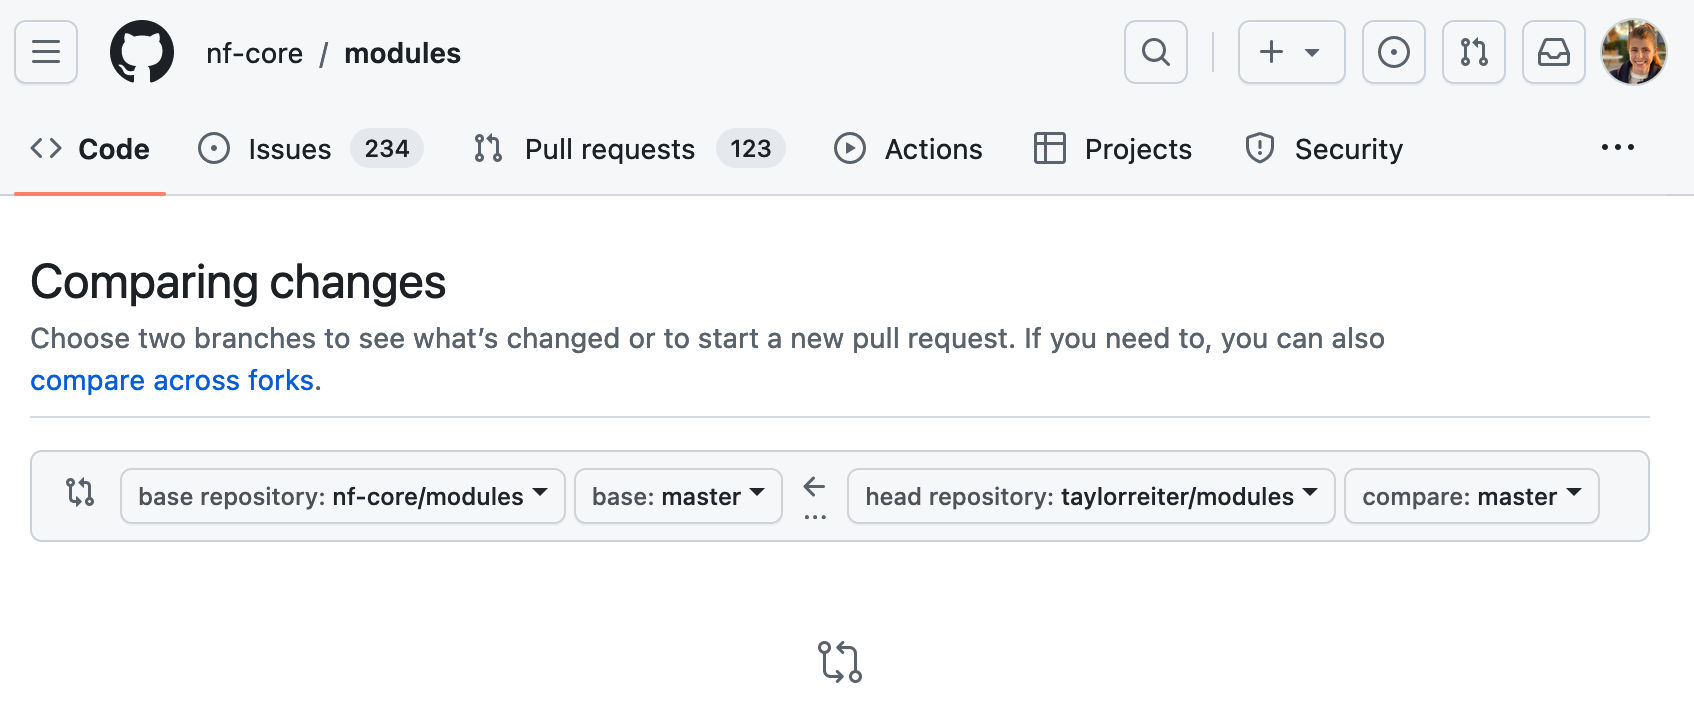 nf-core / modules
Code Issues 234 Pull requests 123 Actions Projects Security
Comparing changes
Choose two branches to see what’s changed or to start a new pull request. If you need to, you can also
compare across forks.
base repository: nf-core/modules base: master ← ... head repository: taylorreiter/modules compare: master